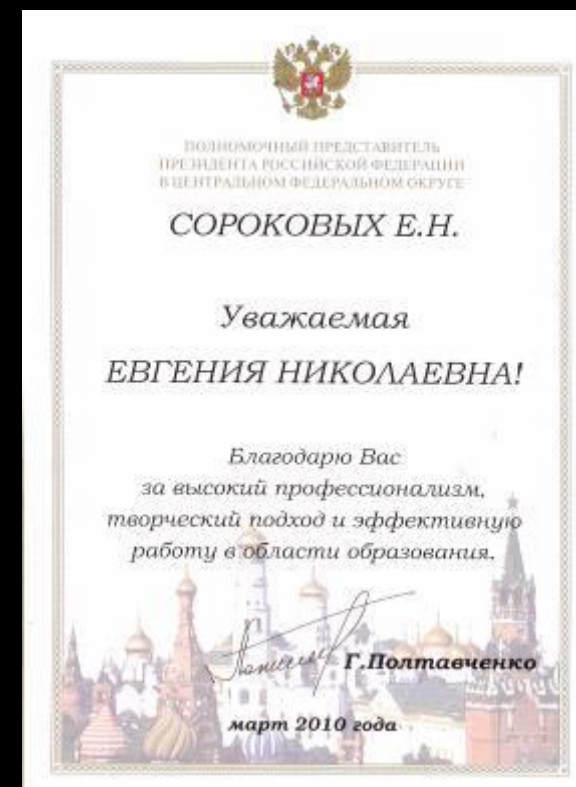 ПОЛНОМОЧНЫЙ ПРЕДСТАВИТЕЛЬ
ПРЕЗИДЕНТА РОССИЙСКОЙ ФЕДЕРАЦИИ
В ЦЕНТРАЛЬНОМ ФЕДЕРАЛЬНОМ ОКРУГЕ
СОРОКОВЫХ Е.Н.
Уважаемая
ЕВГЕНИЯ НИКОЛАЕВНА!
Благодарю Вас
за высокий профессионализм,
творческий подход и эффективную
работу в области образования.
Г.Полтавченко
март 2010 года